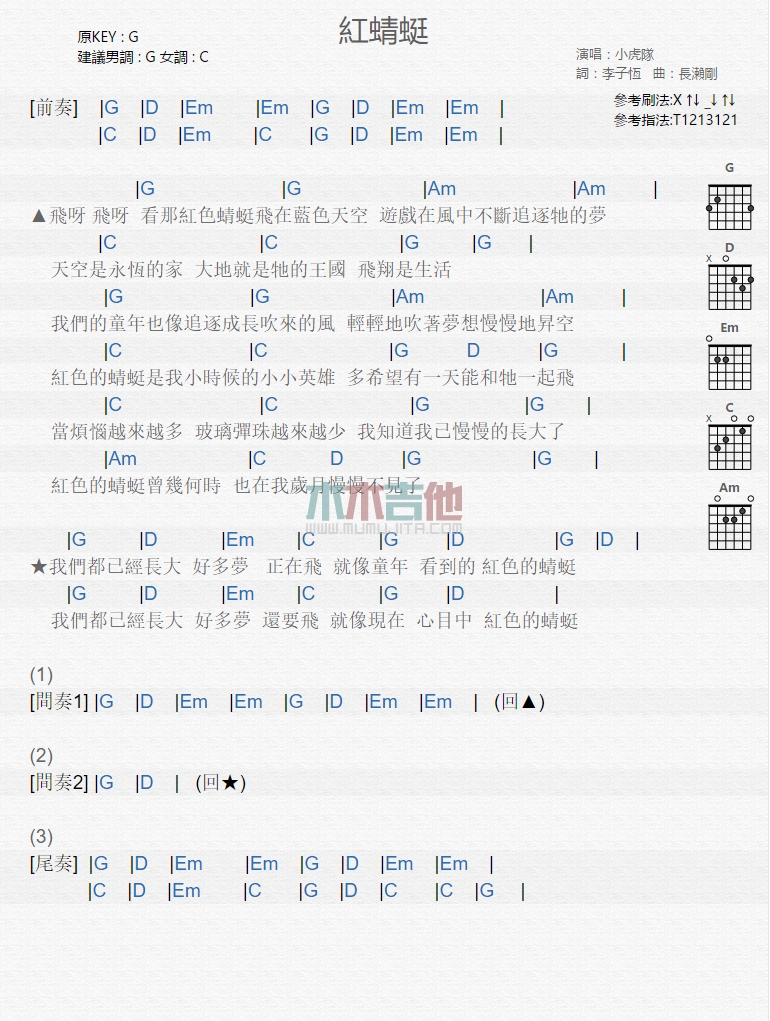 紅蜻蜓
原KEY : G
建議男調 : G 女調 : C
演唱：小虎隊
詞：李子恆 曲：長瀨剛
參考刷法:X ↑↓ _↓ ↑↓
參考指法:T1213121
[前奏] |G |D |Em |Em |G |D |Em |Em |
|C |D |Em |C |G |D |Em |Em |
|G |G |Am |Am |
▲飛呀 飛呀 看那紅色蜻蜓飛在藍色天空 遊戲在風中不斷追逐牠的夢
|C |C |G |G |
天空是永恆的家 大地就是牠的王國 飛翔是生活
|G |G |Am |Am |
我們的童年也像追逐成長吹來的風 輕輕地吹著夢想慢慢地昇空
|C |C |G D |G |
紅色的蜻蜓是我小時候的小小英雄 多希望有一天能和牠一起飛
|C |C |G |G |
當煩惱越來越多 玻璃彈珠越來越少 我知道我已慢慢的長大了
|Am |C D |G |G |
紅色的蜻蜓曾幾何時 也在我歲月慢慢不見了
|G |D |Em |C |G |D |G |D |
★我們都已經長大 好多夢 正在飛 就像童年 看到的 紅色的蜻蜓
|G |D |Em |C |G |D |
我們都已經長大 好多夢 還要飛 就像現在 心目中 紅色的蜻蜓
(1)
[間奏1] |G |D |Em |Em |G |D |Em |Em | (回▲)
(2)
[間奏2] |G |D | (回★)
(3)
[尾奏] |G |D |Em |Em |G |D |Em |Em |
|C |D |Em |C |G |D |C |C |G |
G
D
X
Em
C
X
Am
木木吉他
WWW.MUMUJITA.COM